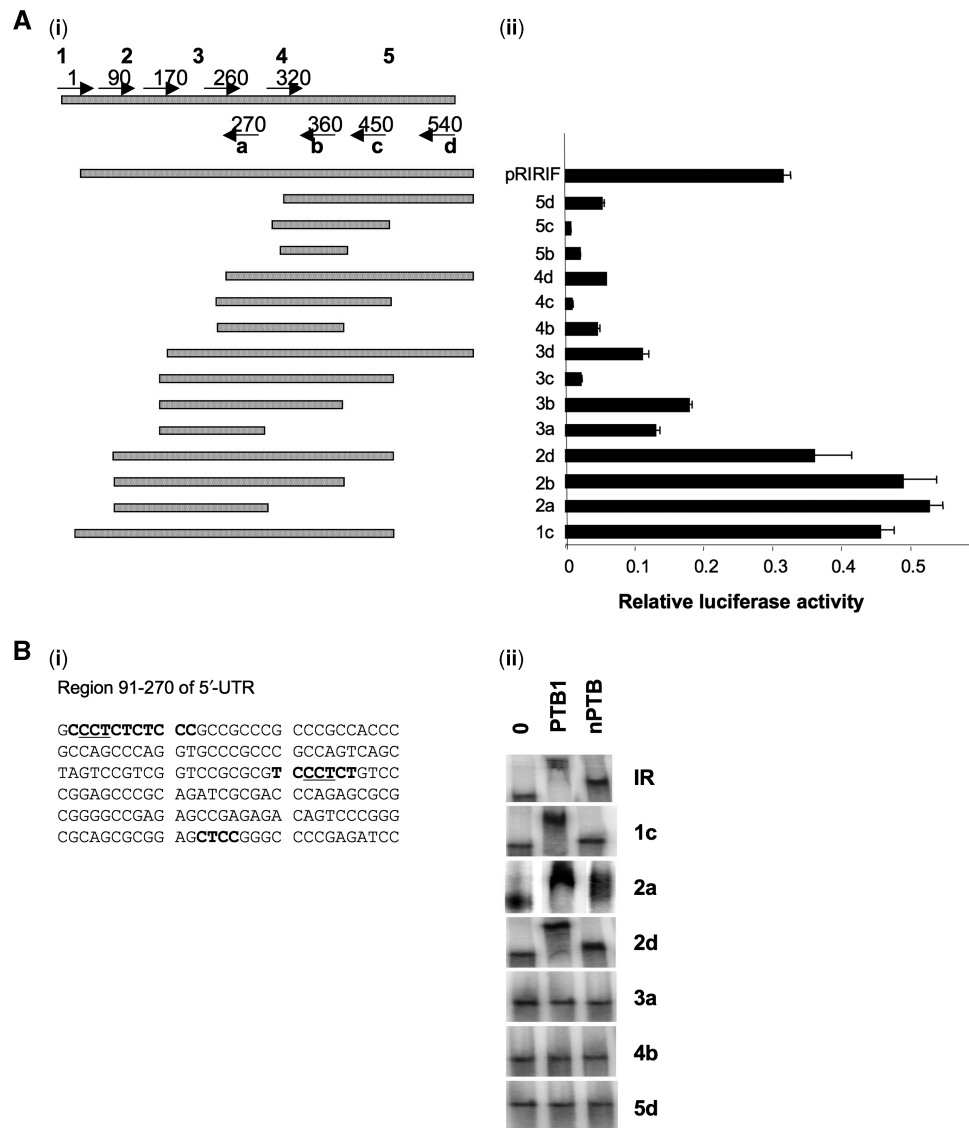 A (i) (ii)
1 2 3 4 5
1 90 170 260 320
270 360 450 540
a b c d
pRIRIF
5d
5c
5b
4d
4c
4b
3d
3c
3b
3a
2d
2b
2a
1c
0 0.1 0.2 0.3 0.4 0.5
Relative luciferase activity
B (i) (ii)
Region 91-270 of 5′-UTR
GCCCTCTCTC CCGCCGCCCG CCCGCCACCC
GCCAGCCCAG GTGCCCGCCC GCCAGTCAGC
TAGTCCGTCG GTCCGCGCGT CCCCTCTGTCC
CGGAGCCCGC AGATCGCGAC CCAGAGCGCG
CGGGGCCGAG AGCCGAGAGA CAGTCCCGGG
CGCAGCGCGG AGCTCCGGGC CCCGAGATCC
0 PTB1 nPTB
IR
1c
2a
2d
3a
4b
5d